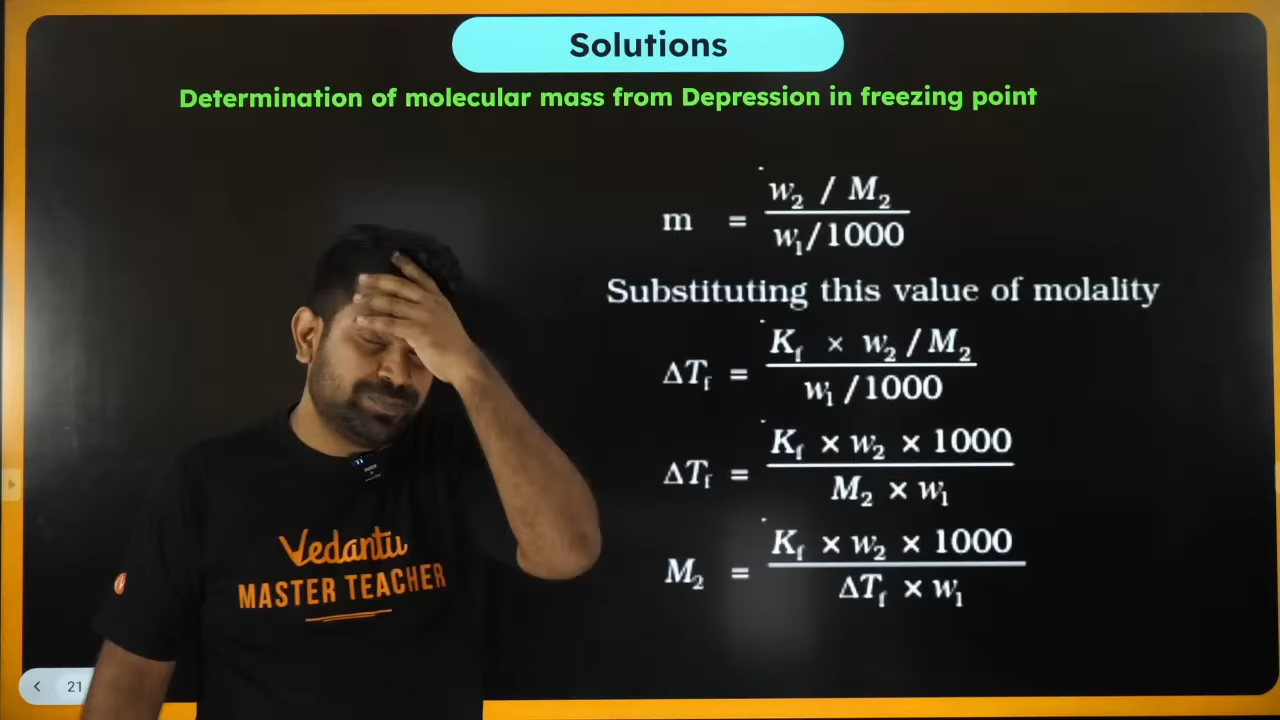 Solutions
Determination of molecular mass from Depression in freezing point
m = w₂ / M₂
w₁/1000
Substituting this value of molality
ΔT_f = K_f × w₂ / M₂
w₁ /1000
ΔT_f = K_f × w₂ × 1000
M₂ × w₁
M₂ = K_f × w₂ × 1000
ΔT_f × w₁
Vedantu
MASTER TEACHER
21